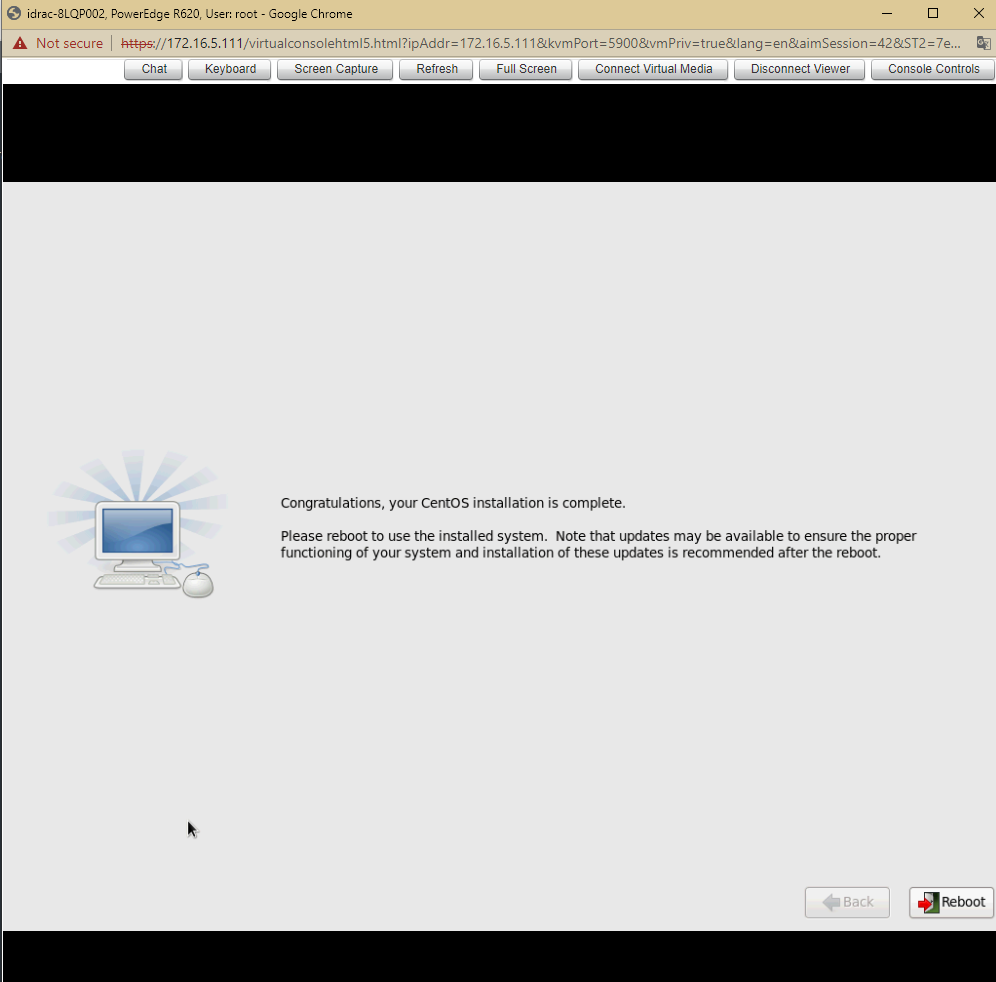 idrac-8LQP002, PowerEdge R620, User: root - Google Chrome
Not secure | https://172.16.5.111/virtualconsolehtml5.html?ipAddr=172.16.5.111&kvmPort=5900&vmPriv=true&lang=en&aimSession=42&ST2=7e...
Chat Keyboard Screen Capture Refresh Full Screen Connect Virtual Media Disconnect Viewer Console Controls
Congratulations, your CentOS installation is complete.
Please reboot to use the installed system.  Note that updates may be available to ensure the proper
functioning of your system and installation of these updates is recommended after the reboot.
Back Reboot